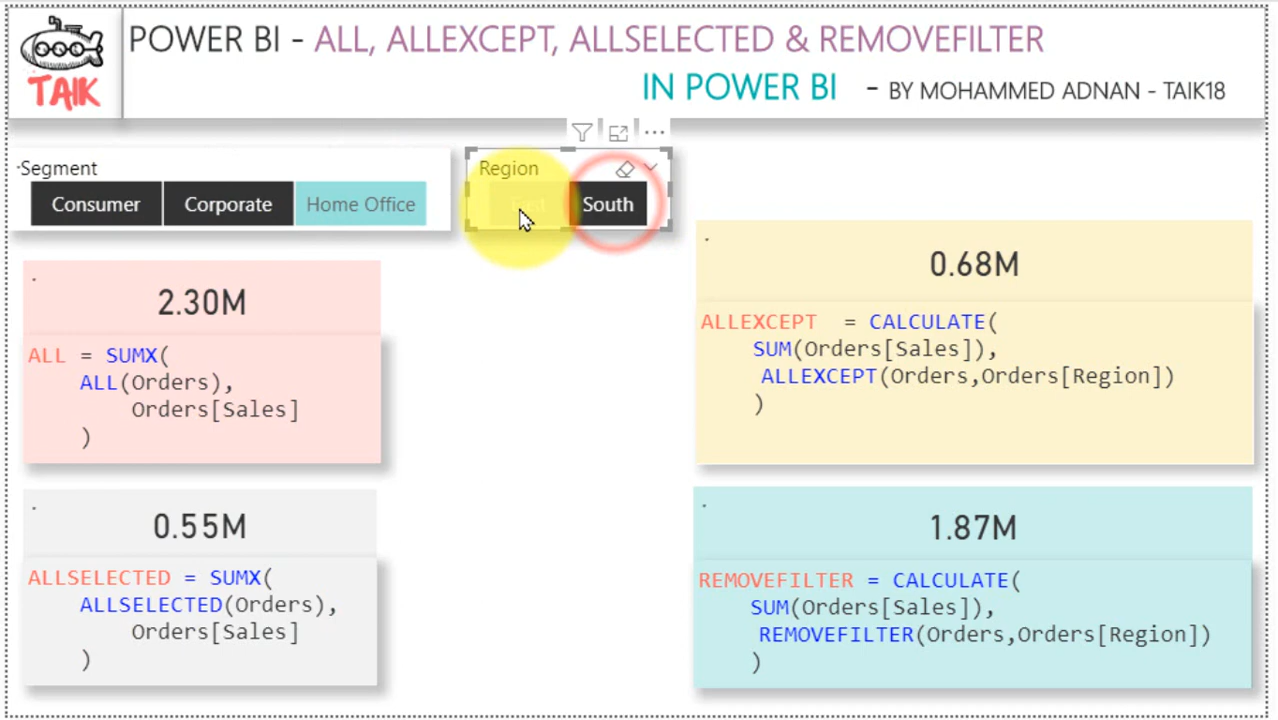 TAIK
POWER BI - ALL, ALLEXCEPT, ALLSELECTED & REMOVEFILTER
IN POWER BI - BY MOHAMMED ADNAN - TAIK18
Segment
Consumer Corporate Home Office
Region
East South
2.30M
ALL = SUMX(
ALL(Orders),
Orders[Sales]
)
0.68M
ALLEXCEPT = CALCULATE(
SUM(Orders[Sales]),
ALLEXCEPT(Orders,Orders[Region])
)
0.55M
ALLSELECTED = SUMX(
ALLSELECTED(Orders),
Orders[Sales]
)
1.87M
REMOVEFILTER = CALCULATE(
SUM(Orders[Sales]),
REMOVEFILTER(Orders,Orders[Region])
)